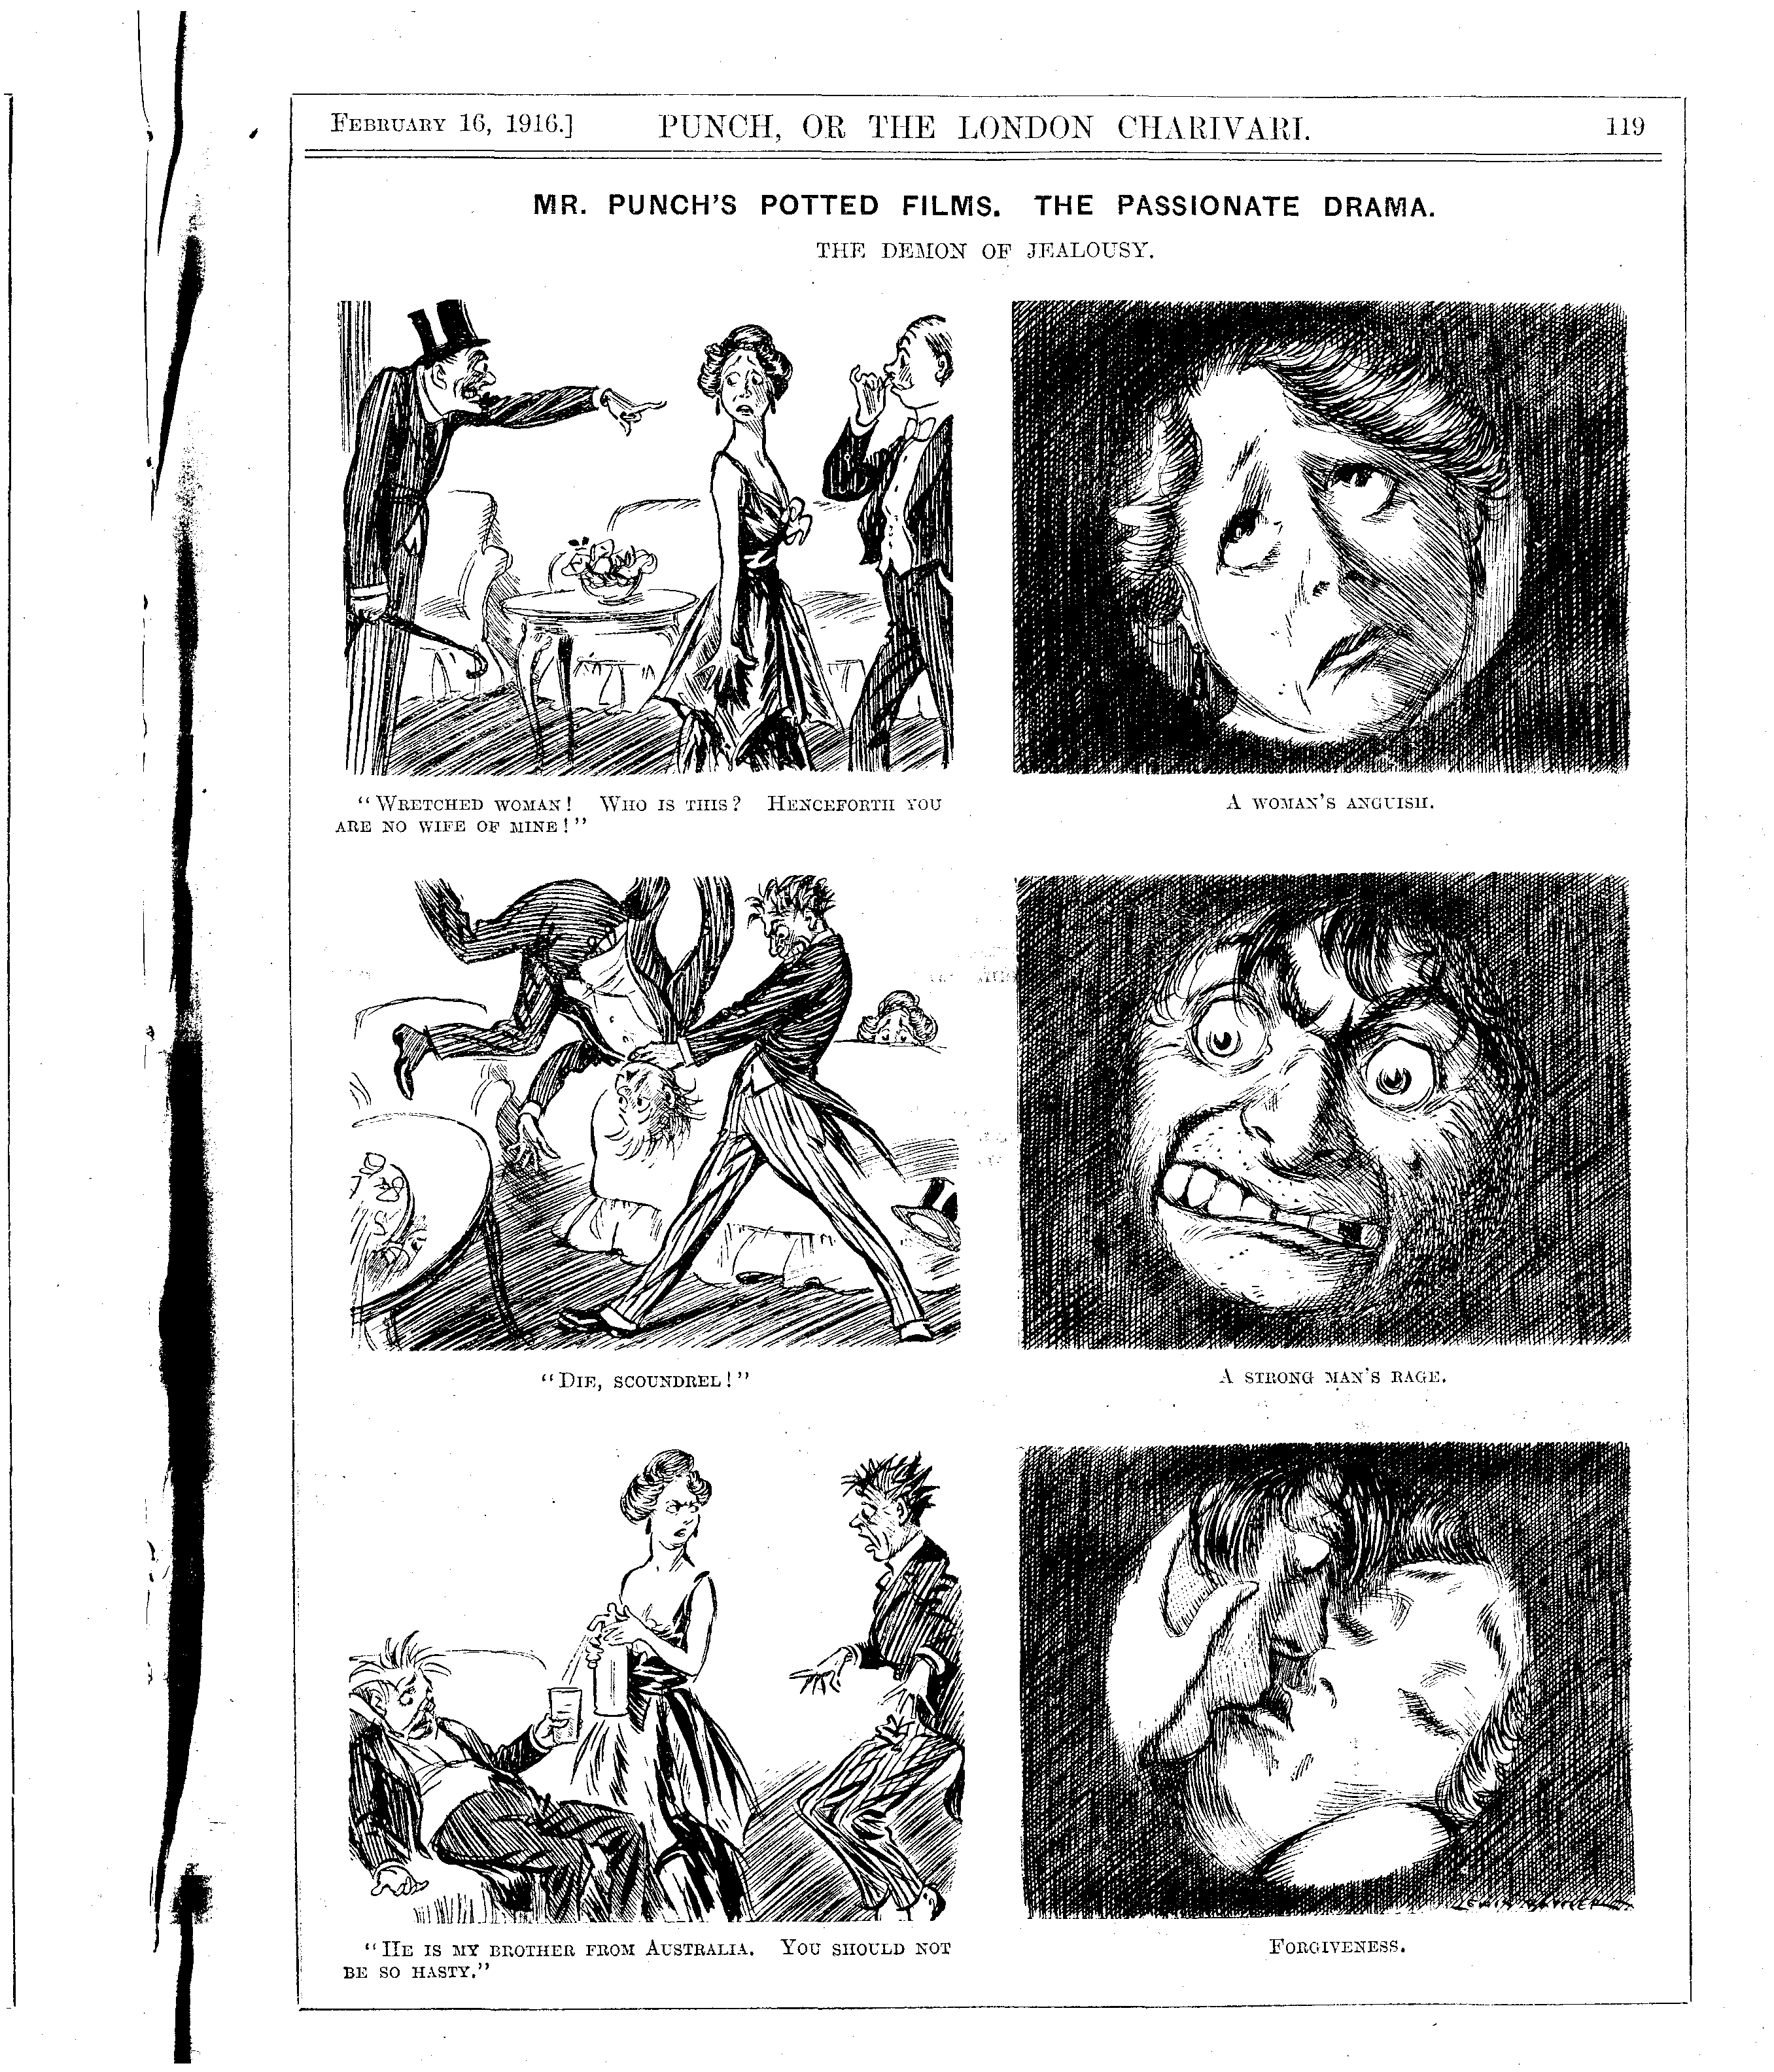 FEBRUARY 16, 1916.] PUNCH, OR THE LONDON CHARIVARI. 119
MR. PUNCH'S POTTED FILMS. THE PASSIONATE DRAMA.
THE DEMON OF JEALOUSY.
"WRETCHED WOMAN! WHO IS THIS? HENCEFORTH YOU
ARE NO WIFE OF MINE!"
A WOMAN'S ANGUISH.
"DIE, SCOUNDREL!"
A STRONG MAN'S RAGE.
"HE IS MY BROTHER FROM AUSTRALIA. YOU SHOULD NOT
BE SO HASTY."
FORGIVENESS.